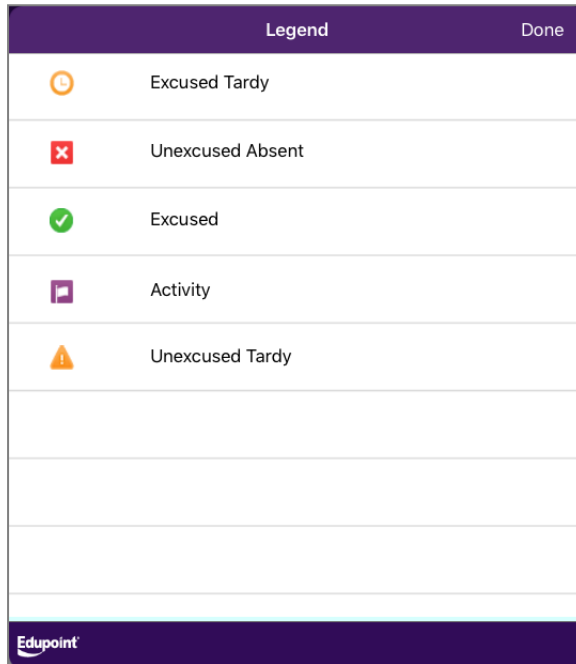 Legend
Done
Excused Tardy
Unexcused Absent
Excused
Activity
Unexcused Tardy
Edupoint